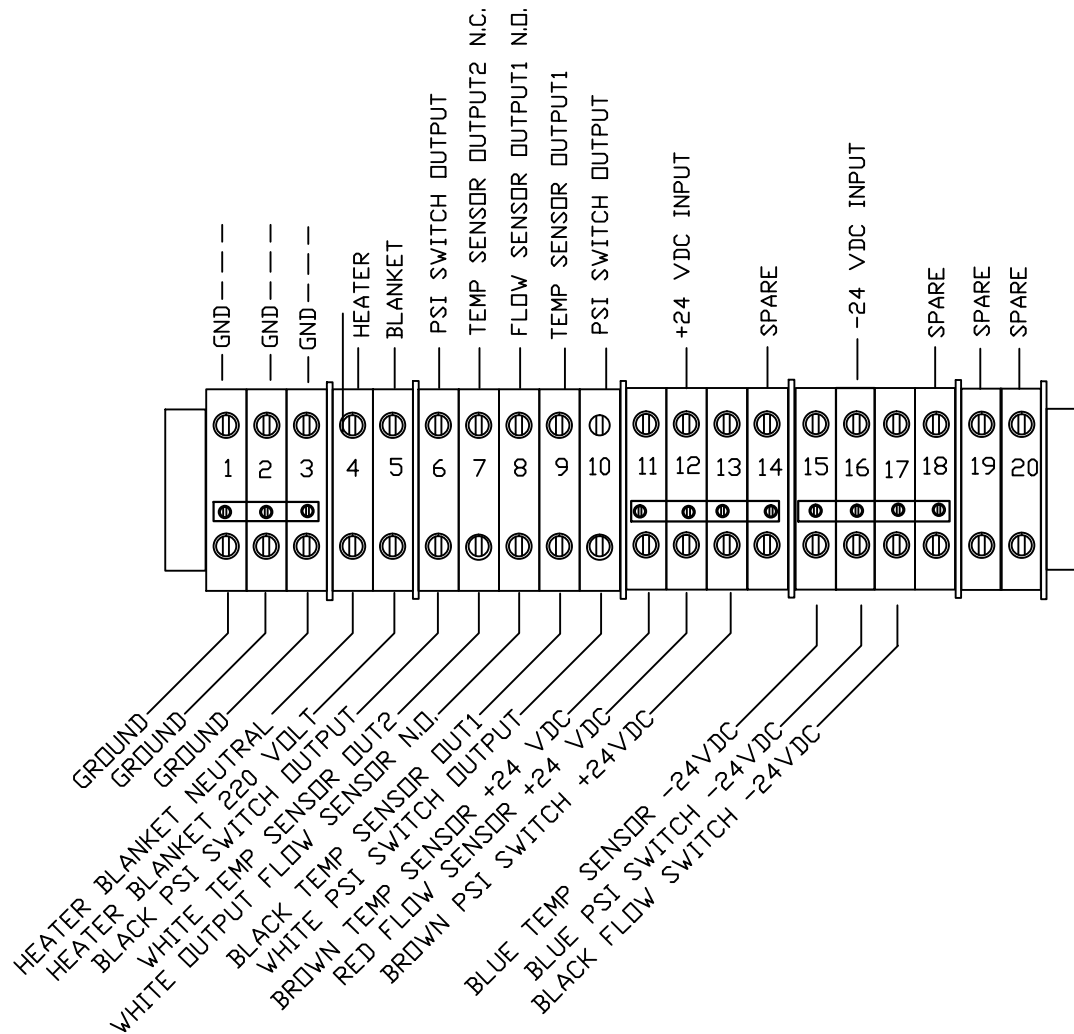 GND
GND
GND
HEATER
BLANKET
PSI SWITCH OUTPUT
TEMP SENSOR OUTPUT2 N.C.
FLOW SENSOR OUTPUT1 N.O.
TEMP SENSOR OUTPUT1
PSI SWITCH OUTPUT
+24 VDC INPUT
SPARE
-24 VDC INPUT
SPARE
SPARE
SPARE
1
2
3
4
5
6
7
8
9
10
11
12
13
14
15
16
17
18
19
20
GROUND
GROUND
GROUND
HEATER BLANKET NEUTRAL
HEATER BLANKET 220 VOLT
BLACK PSI SWITCH OUTPUT
WHITE TEMP SENSOR OUT2
WHITE OUTPUT FLOW SENSOR N.O.
BLACK TEMP SENSOR OUT1
WHITE PSI SWITCH OUTPUT
BROWN TEMP SENSOR +24 VDC
RED FLOW SENSOR +24 VDC
BROWN PSI SWITCH +24VDC
BLUE TEMP SENSOR -24VDC
BLUE PSI SWITCH -24VDC
BLACK FLOW SWITCH -24VDC